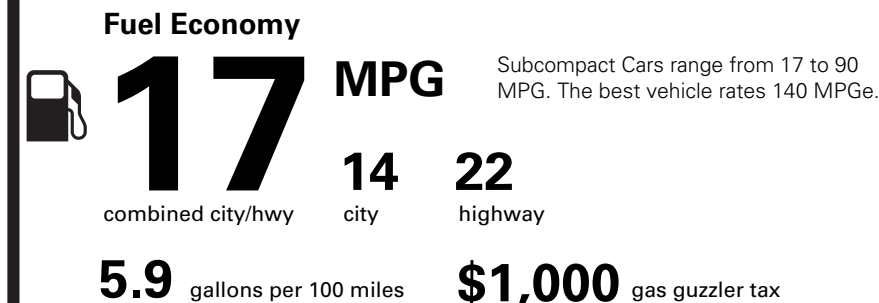 Fuel Economy
17 MPG
Subcompact Cars range from 17 to 90
MPG. The best vehicle rates 140 MPGe.
14 22
combined city/hwy city highway
5.9 gallons per 100 miles $1,000 gas guzzler tax